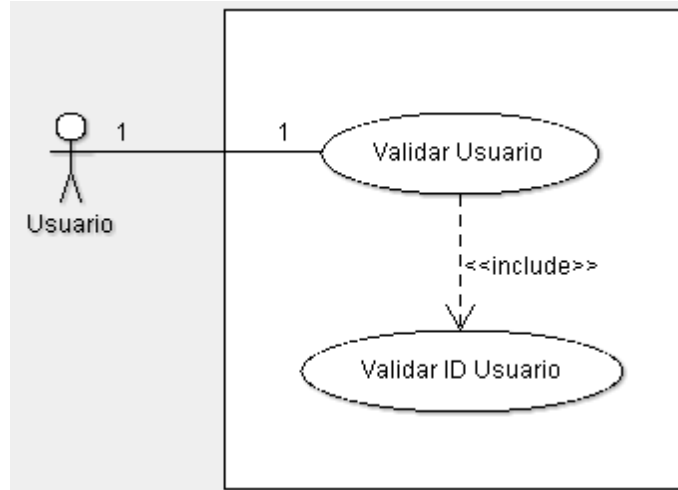 1
1
Validar Usuario
Usuario
<<include>>
Validar ID Usuario